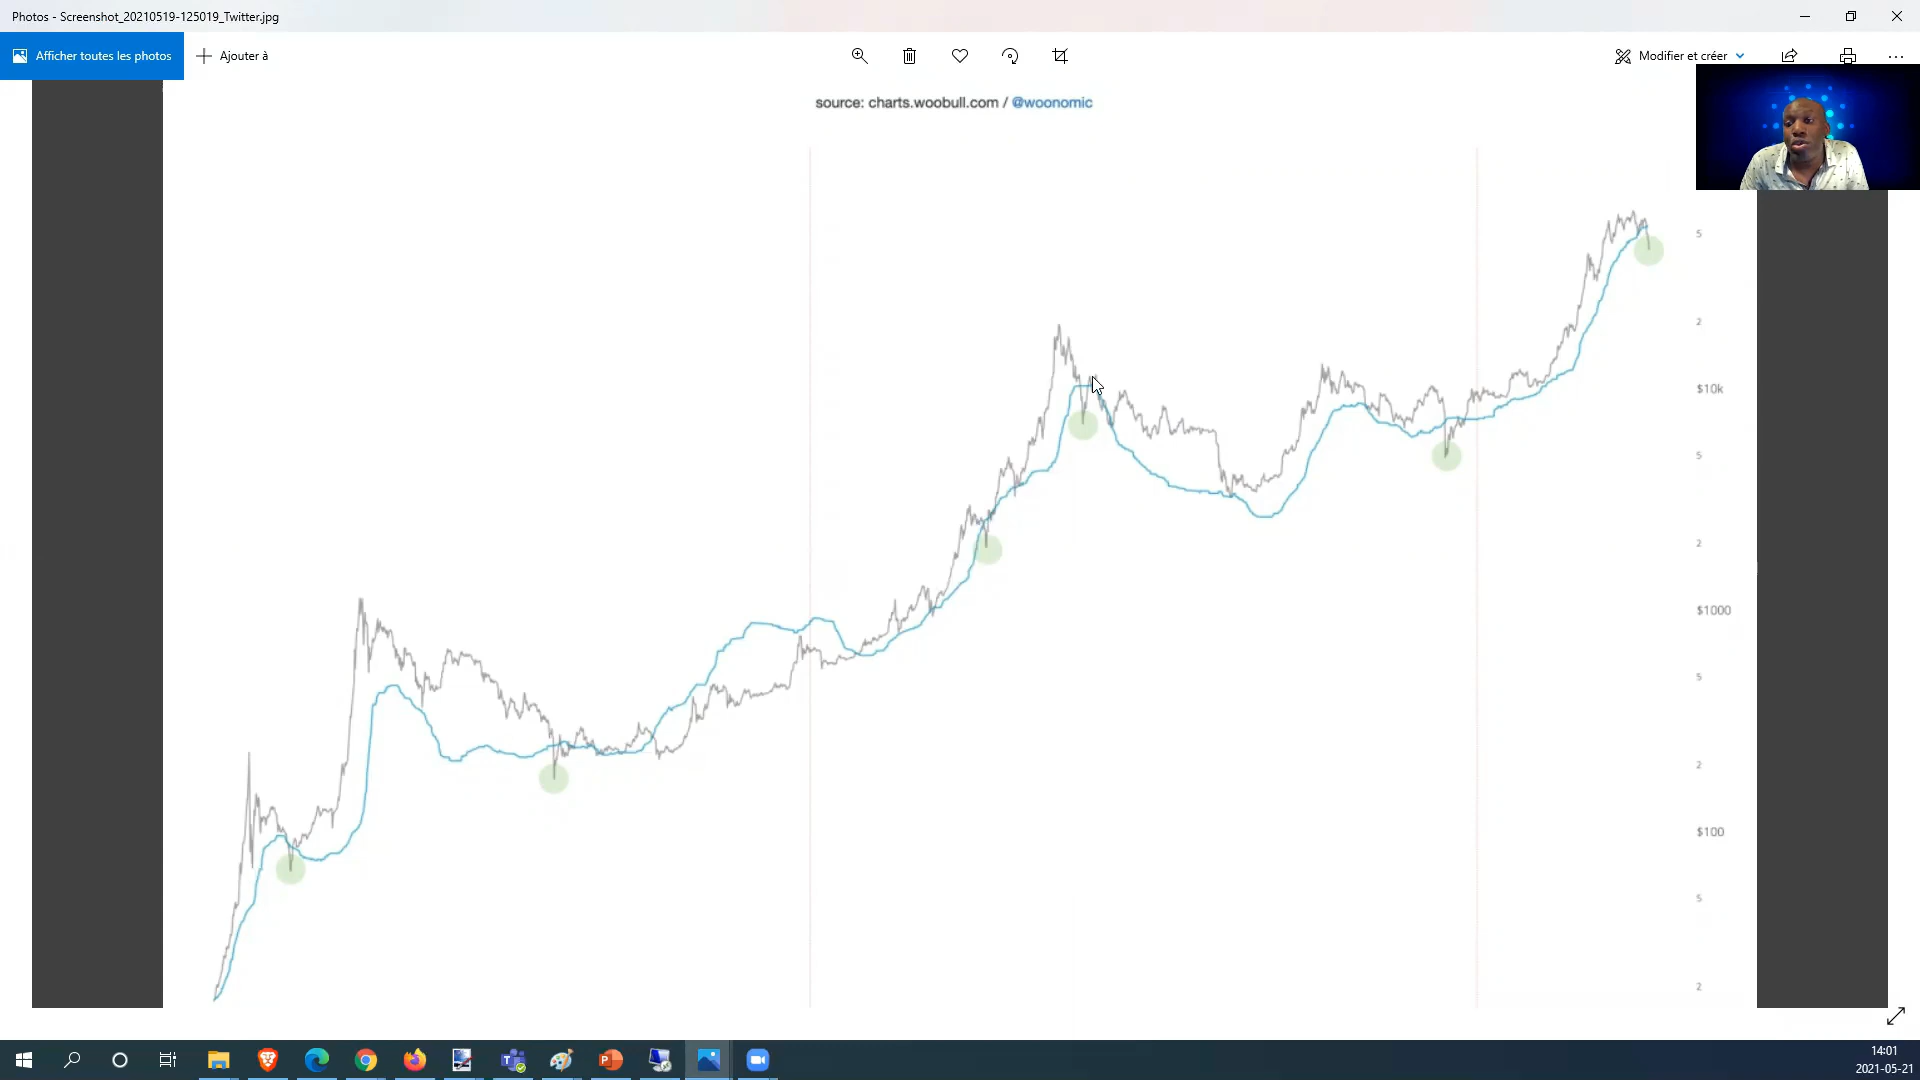 Photos - Screenshot_20210519-125019_Twitter.jpg
Afficher toutes les photos
Ajouter à
Modifier et créer
source: charts.woobull.com / @woonomic
5
2
$10k
5
2
$1000
5
2
$100
5
2
14:01
2021-05-21